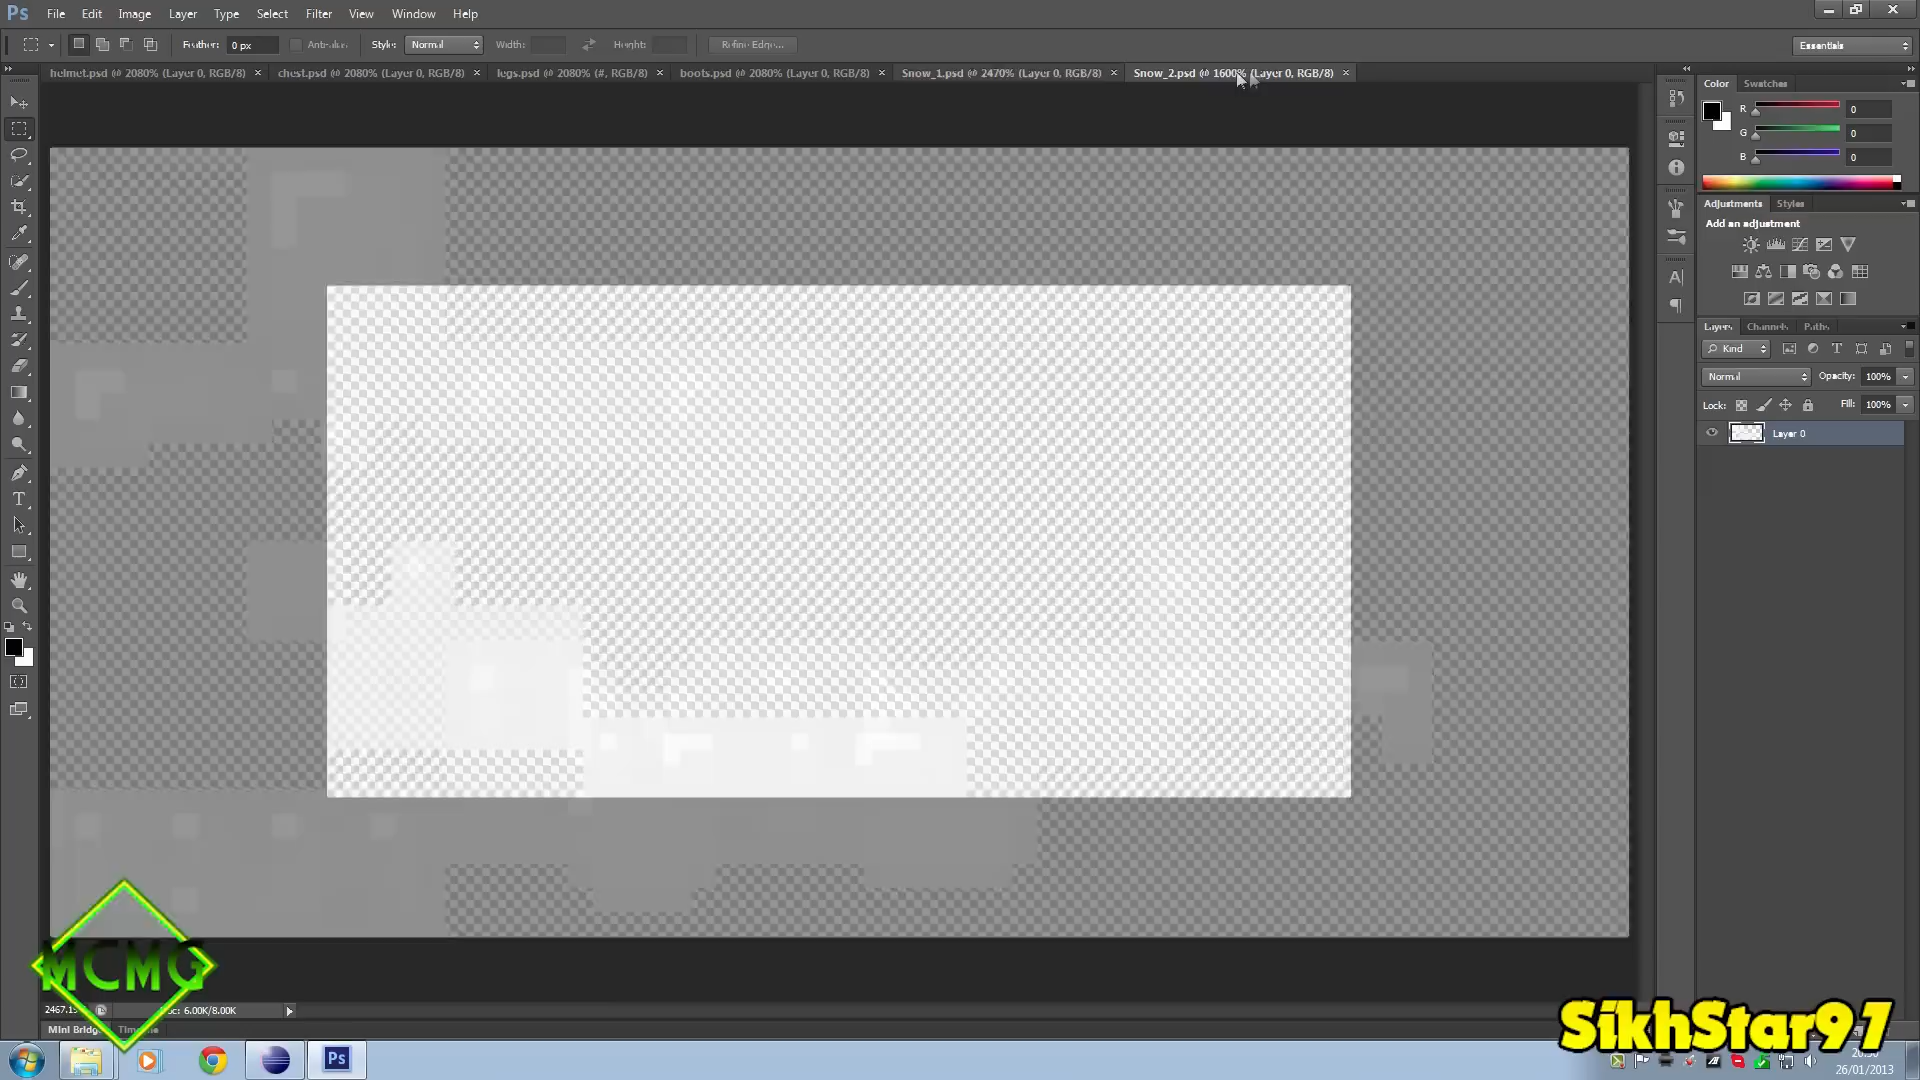 Ps File Edit Image Layer Type Select Filter View Window Help
Feather: 0 px Anti-alias Style: Normal Width: Height: Refine Edge... Essentials
helmet.psd @ 2080% (Layer 0, RGB/8) × chest.psd @ 2080% (Layer 0, RGB/8) × legs.psd @ 2080% (#, RGB/8) × boots.psd @ 2080% (Layer 0, RGB/8) × Snow_1.psd @ 2470% (Layer 0, RGB/8) × Snow_2.psd @ 1600% (Layer 0, RGB/8) ×
Color Swatches
R 0
G 0
B 0
Adjustments Styles
Add an adjustment
Layers Channels Paths
Kind
Normal Opacity: 100%
Lock: Fill: 100%
Layer 0
MCMG
Doc: 6.00K/8.00K
Mini Bridge
SikhStar97
Ps
20:50
26/01/2013